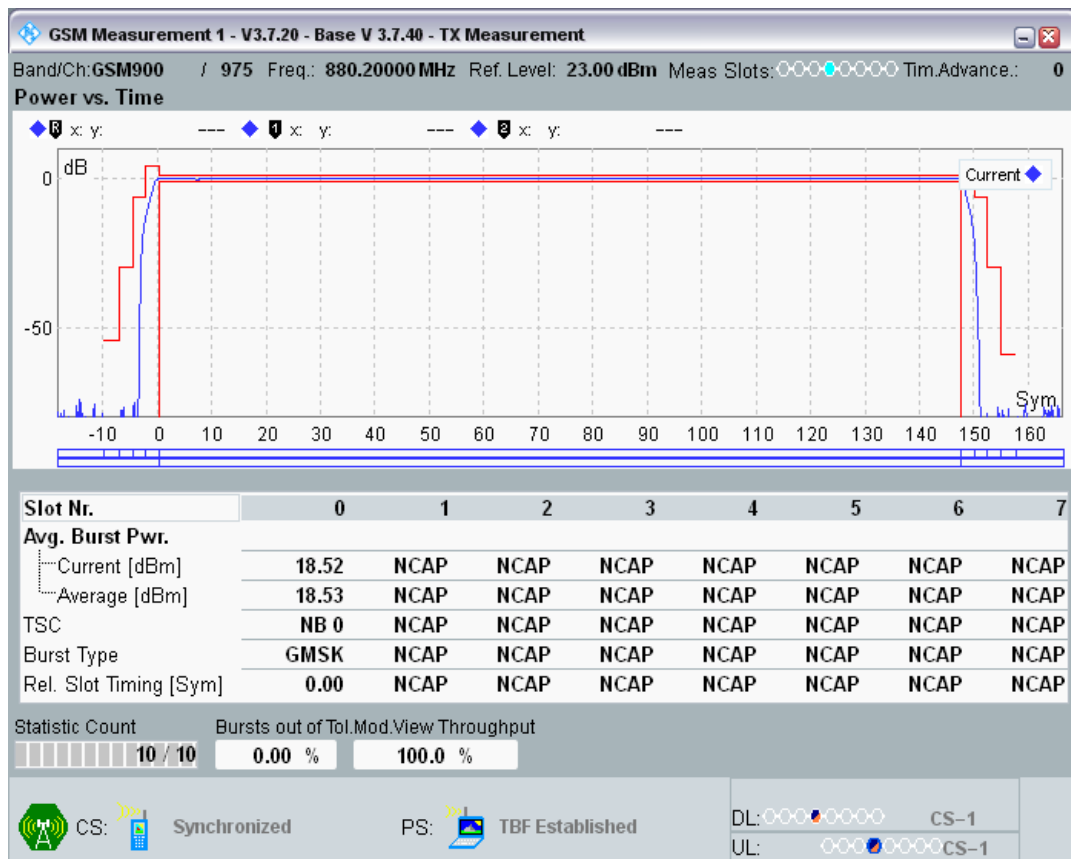 GSM Measurement 1 - V3.7.20 - Base V 3.7.40 - TX Measurement
Band/Ch:GSM900 / 975 Freq.: 880.20000 MHz Ref. Level: 23.00 dBm Meas Slots: Tim.Advance.: 0
Power vs. Time
R x: y: --- 1 x: y: --- 2 x: y: ---
dB
0
Current
-50
Sym
-10 0 10 20 30 40 50 60 70 80 90 100 110 120 130 140 150 160
Slot Nr. 0 1 2 3 4 5 6 7
Avg. Burst Pwr.
Current [dBm] 18.52 NCAP NCAP NCAP NCAP NCAP NCAP NCAP
Average [dBm] 18.53 NCAP NCAP NCAP NCAP NCAP NCAP NCAP
TSC NB 0 NCAP NCAP NCAP NCAP NCAP NCAP NCAP
Burst Type GMSK NCAP NCAP NCAP NCAP NCAP NCAP NCAP
Rel. Slot Timing [Sym] 0.00 NCAP NCAP NCAP NCAP NCAP NCAP NCAP
Statistic Count Bursts out of Tol.Mod.View Throughput
10 / 10 0.00 % 100.0 %
CS: Synchronized PS: TBF Established
DL: CS-1
UL: CS-1